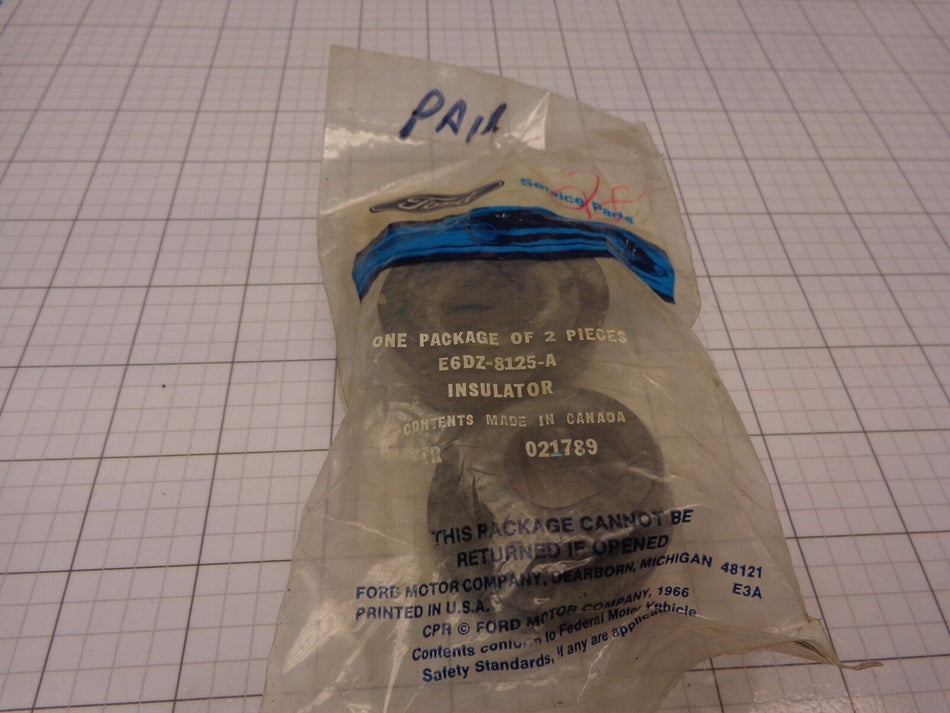 PAIR
Ford
Service Parts
ONE PACKAGE OF 2 PIECES
E6DZ-8125-A
INSULATOR
CONTENTS MADE IN CANADA
021789
THIS PACKAGE CANNOT BE
RETURNED IF OPENED
FORD MOTOR COMPANY, DEARBORN, MICHIGAN 48121
PRINTED IN U.S.A. E3A
CPR © FORD MOTOR COMPANY, 1966
Contents conform to Federal Motor Vehicle
Safety Standards, if any are applicable